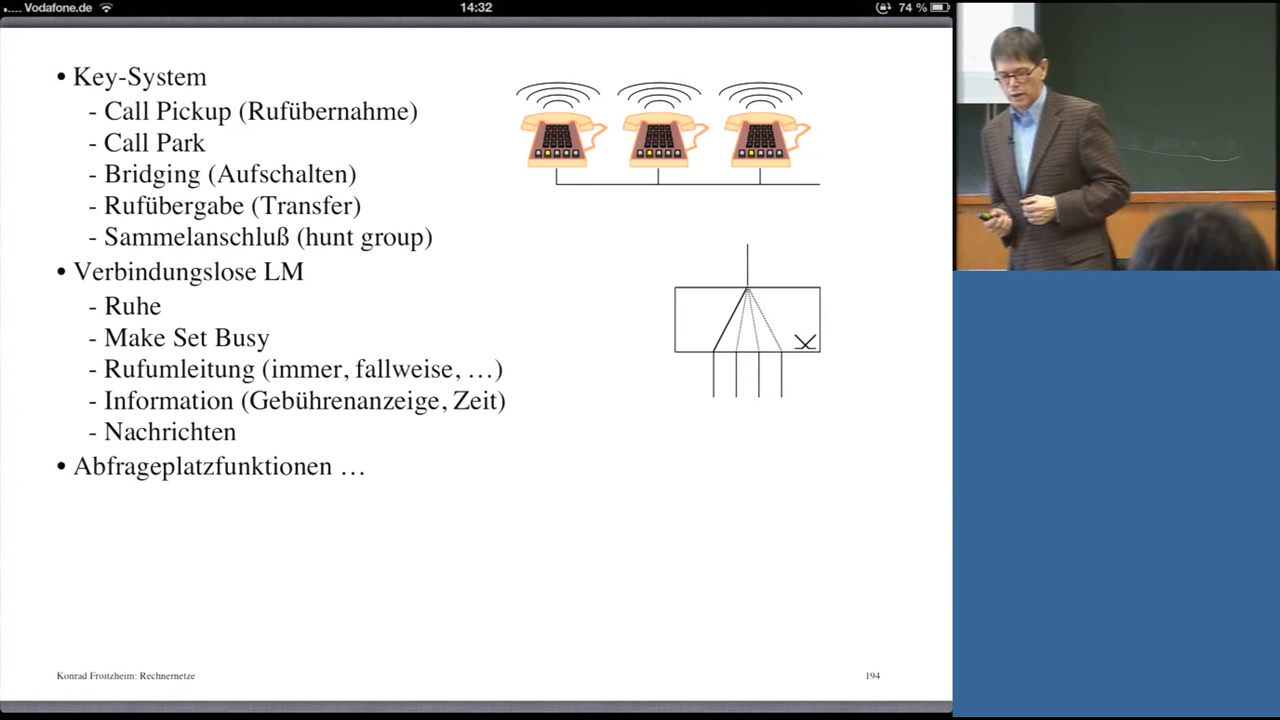 ..... Vodafone.de 14:32 74 %
• Key-System
- Call Pickup (Rufübernahme)
- Call Park
- Bridging (Aufschalten)
- Rufübergabe (Transfer)
- Sammelanschluß (hunt group)
• Verbindungslose LM
- Ruhe
- Make Set Busy
- Rufumleitung (immer, fallweise, …)
- Information (Gebührenanzeige, Zeit)
- Nachrichten
• Abfrageplatzfunktionen …
Konrad Froitzheim: Rechnernetze 194